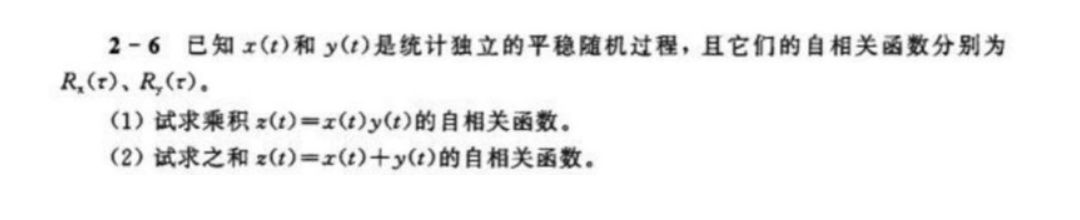 2-6 已知 x(t)和 y(t)是统计独立的平稳随机过程，且它们的自相关函数分别为
Rx(τ)、Ry(τ)。
(1) 试求乘积 z(t)=x(t)y(t)的自相关函数。
(2) 试求之和 z(t)=x(t)+y(t)的自相关函数。